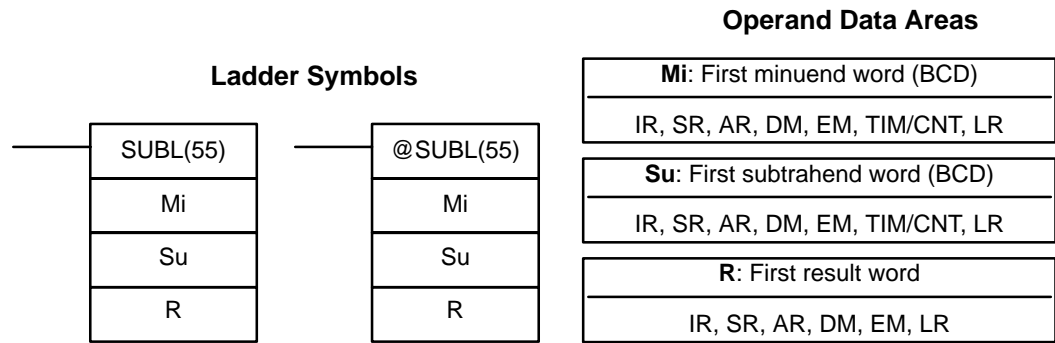 Operand Data Areas
Ladder Symbols
SUBL(55)
Mi
Su
R
@SUBL(55)
Mi
Su
R
Mi: First minuend word (BCD)
IR, SR, AR, DM, EM, TIM/CNT, LR
Su: First subtrahend word (BCD)
IR, SR, AR, DM, EM, TIM/CNT, LR
R: First result word
IR, SR, AR, DM, EM, LR